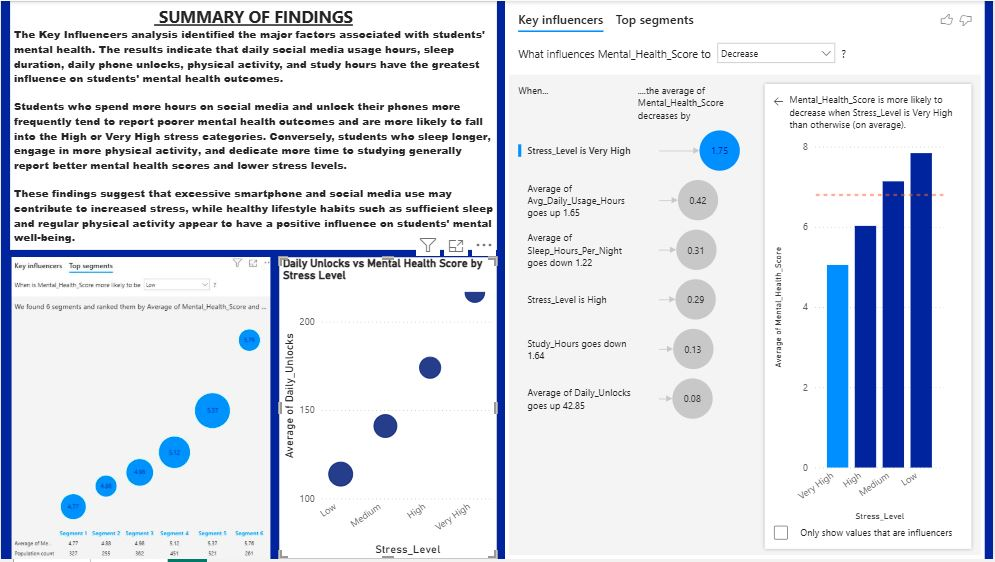 SUMMARY OF FINDINGS
The Key Influencers analysis identified the major factors associated with students'
mental health. The results indicate that daily social media usage hours, sleep
duration, daily phone unlocks, physical activity, and study hours have the greatest
influence on students' mental health outcomes.
Students who spend more hours on social media and unlock their phones more
frequently tend to report poorer mental health outcomes and are more likely to fall
into the High or Very High stress categories. Conversely, students who sleep longer,
engage in more physical activity, and dedicate more time to studying generally
report better mental health scores and lower stress levels.
These findings suggest that excessive smartphone and social media use may
contribute to increased stress, while healthy lifestyle habits such as sufficient sleep
and regular physical activity appear to have a positive influence on students' mental
well-being.
Key influencers Top segments
When is Mental_Health_Score more likely to be Low ?
We found 6 segments and ranked them by Average of Mental_Health_Score and ...
5.76
5.37
5.12
4.98
4.88
4.77
Segment 1 Segment 2 Segment 3 Segment 4 Segment 5 Segment 6
Average of Me... 4.77 4.88 4.98 5.12 5.37 5.76
Population count 327 255 362 451 521 261
Daily Unlocks vs Mental Health Score by
Stress Level
Average of Daily_Unlocks
200
150
100
Low
Medium
High
Very High
Stress_Level
Key influencers Top segments
What influences Mental_Health_Score to Decrease ?
When...
....the average of
Mental_Health_Score
decreases by
Stress_Level is Very High
1.75
Average of
Avg_Daily_Usage_Hours
goes up 1.65
0.42
Average of
Sleep_Hours_Per_Night
goes down 1.22
0.31
Stress_Level is High
0.29
Study_Hours goes down
1.64
0.13
Average of Daily_Unlocks
goes up 42.85
0.08
Mental_Health_Score is more likely to
decrease when Stress_Level is Very High
than otherwise (on average).
Average of Mental_Health_Score
8
6
4
2
0
Very High
High
Medium
Low
Stress_Level
Only show values that are influencers